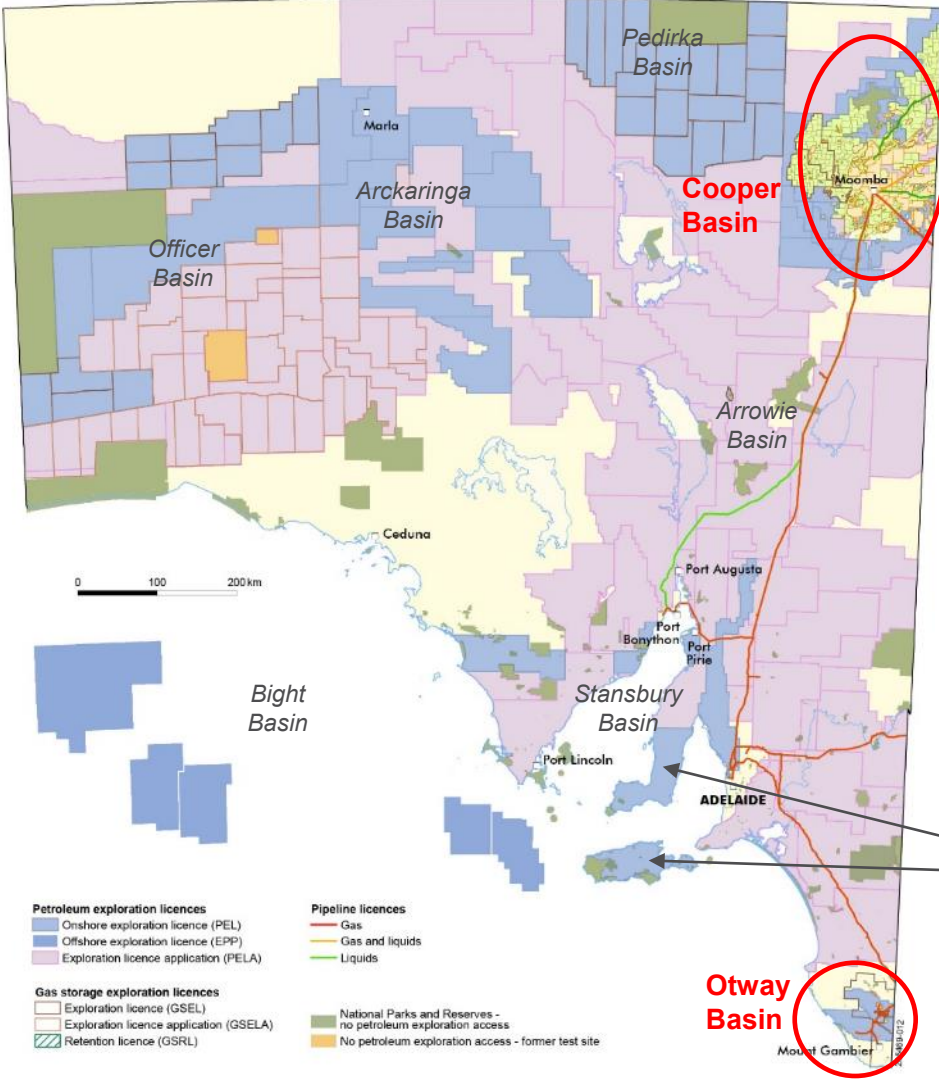 Pedirka
Basin
Marla
Moomba
Cooper
Basin
Arckaringa
Basin
Officer
Basin
Arrowie
Basin
Ceduna
0 100 200 km
Port Augusta
Port
Bonython
Port
Pirie
Bight
Basin
Stansbury
Basin
Port Lincoln
ADELAIDE
Petroleum exploration licences
Onshore exploration licence (PEL)
Offshore exploration licence (EPP)
Exploration licence application (PELA)
Pipeline licences
Gas
Gas and liquids
Liquids
Gas storage exploration licences
Exploration licence (GSEL)
Exploration licence application (GSELA)
Retention licence (GSRL)
National Parks and Reserves -
no petroleum exploration access
No petroleum exploration access - former test site
Otway
Basin
Mount Gambier